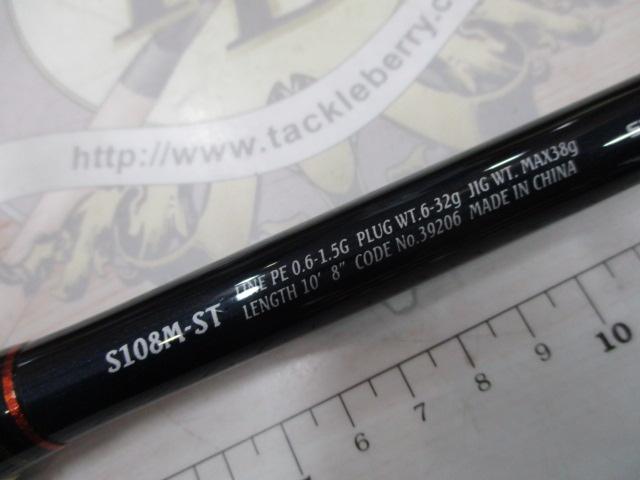 http://www.tackleberry.c
S108M-ST
LINE PE 0.6-1.5G PLUG WT.6-32g JIG WT. MAX38g
LENGTH 10' 8" CODE No.39206 MADE IN CHINA
6 7 8 9 10